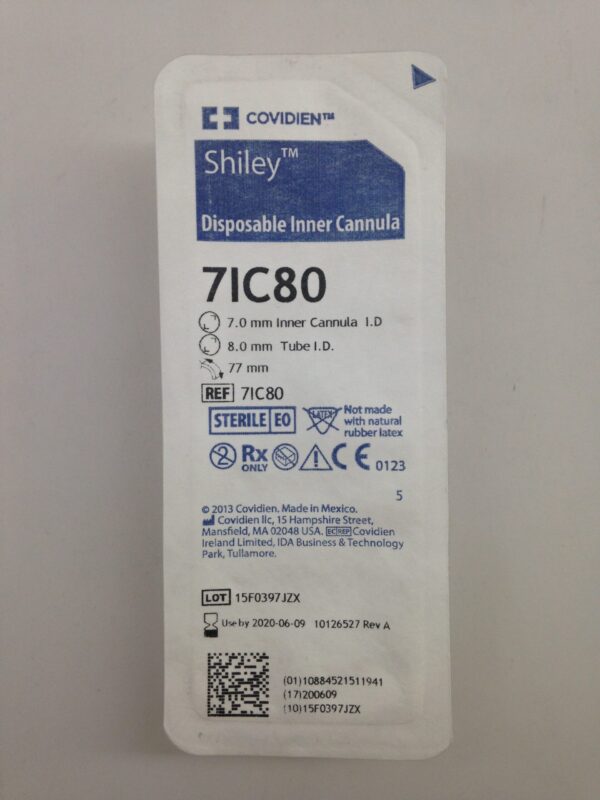 COVIDIEN™
Shiley™
Disposable Inner Cannula
7IC80
7.0 mm Inner Cannula I.D
8.0 mm Tube I.D.
77 mm
REF 7IC80
STERILE EO LATEX Not made
with natural
rubber latex
2 Rx ONLY CE 0123
5
© 2013 Covidien. Made in Mexico.
Covidien llc, 15 Hampshire Street,
Mansfield, MA 02048 USA. EC REP Covidien
Ireland Limited, IDA Business & Technology
Park, Tullamore.
LOT 15F0397JZX
Use by 2020-06-09 10126527 Rev A
(01)10884521511941
(17)200609
(10)15F0397JZX